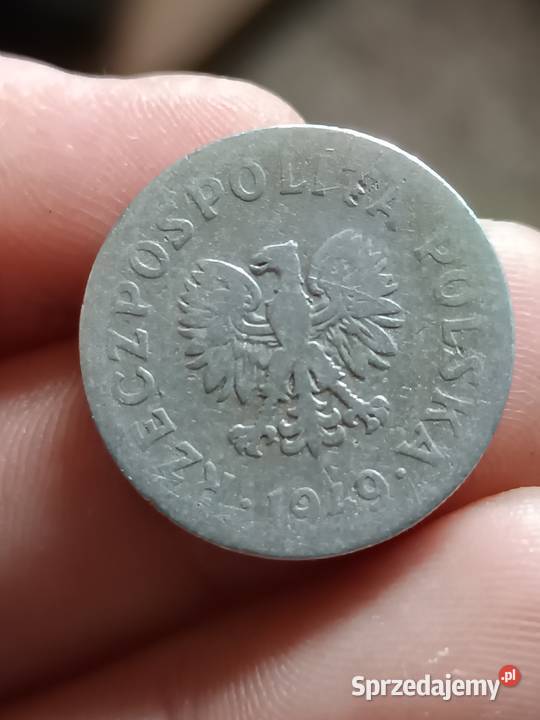 RZECZPOSPOLITA POLSKA
· 1949 ·
Sprzedajemy.pl